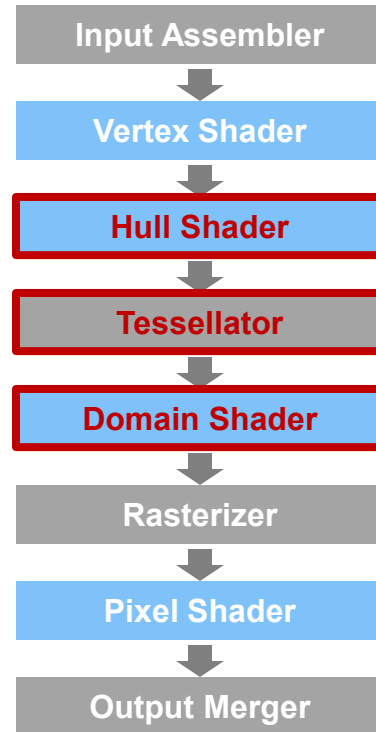 Input Assembler
Vertex Shader
Hull Shader
Tessellator
Domain Shader
Rasterizer
Pixel Shader
Output Merger